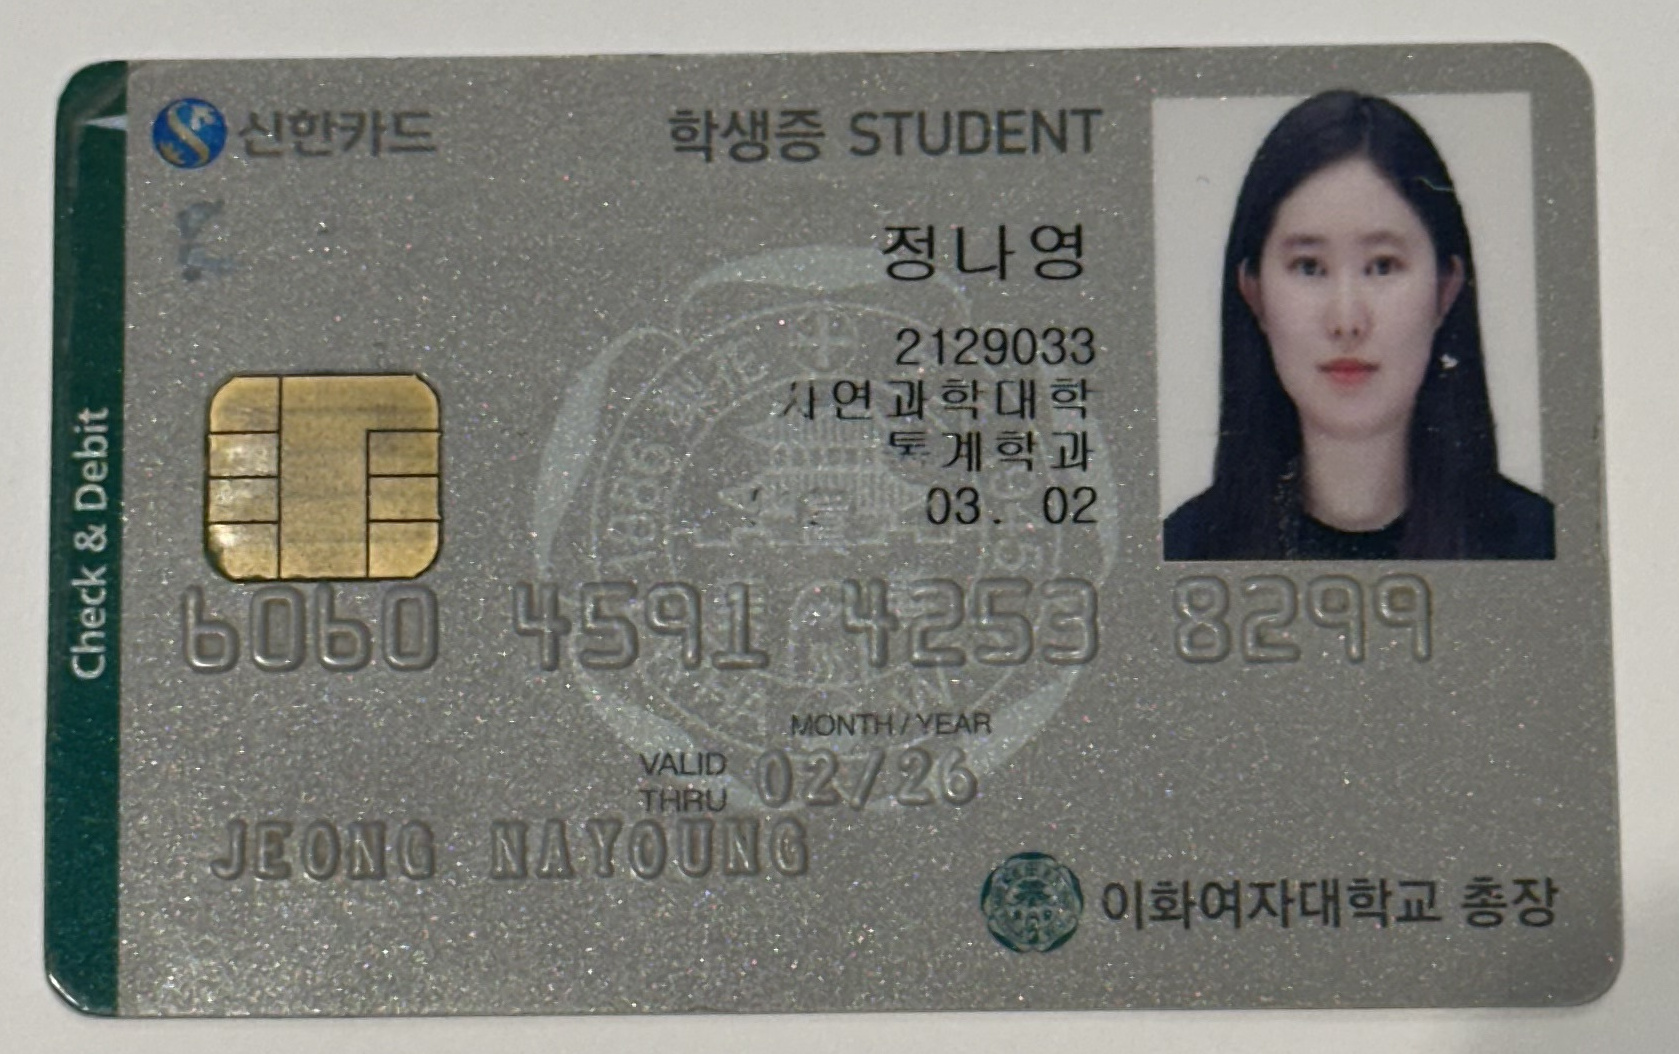 신한카드
학생증 STUDENT
정나영
2129033
자연과학대학
통계학과
03. 02
Check & Debit
6060 4591 4253 8299
MONTH / YEAR
VALID THRU 02/26
JEONG NAYOUNG
이화여자대학교 총장